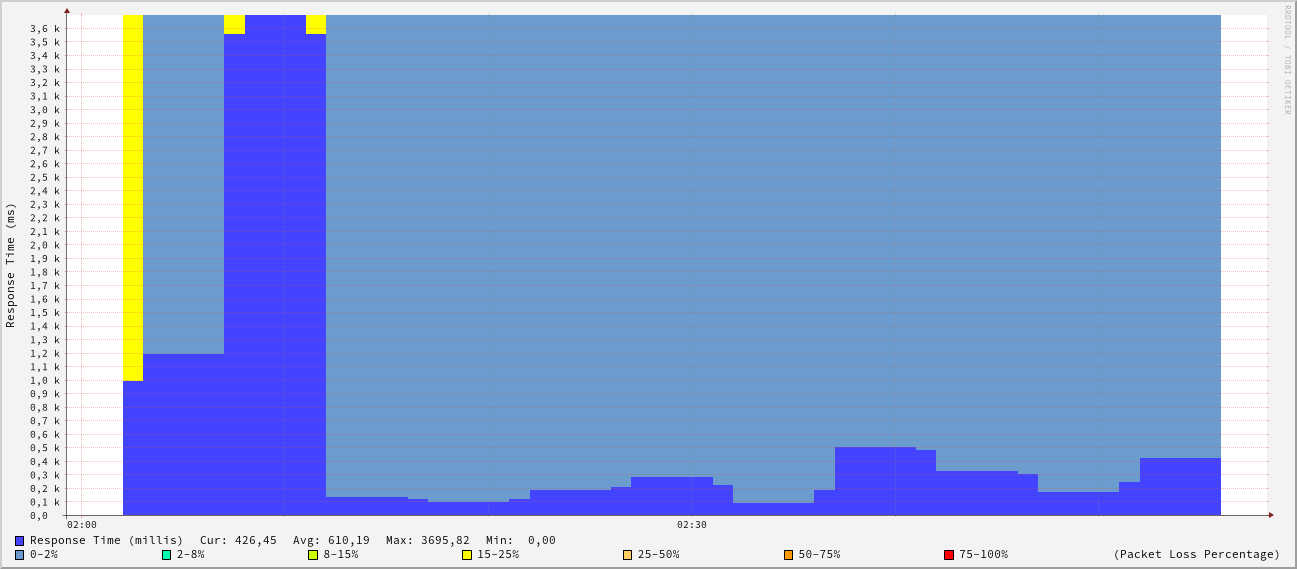 RRDTOOL / TOBI OETIKER
Response Time (ms)
3,6 k
3,5 k
3,4 k
3,3 k
3,2 k
3,1 k
3,0 k
2,9 k
2,8 k
2,7 k
2,6 k
2,5 k
2,4 k
2,3 k
2,2 k
2,1 k
2,0 k
1,9 k
1,8 k
1,7 k
1,6 k
1,5 k
1,4 k
1,3 k
1,2 k
1,1 k
1,0 k
0,9 k
0,8 k
0,7 k
0,6 k
0,5 k
0,4 k
0,3 k
0,2 k
0,1 k
0,0
02:00 02:30
Response Time (millis) Cur: 426,45 Avg: 610,19 Max: 3695,82 Min: 0,00
0-2% 2-8% 8-15% 15-25% 25-50% 50-75% 75-100% (Packet Loss Percentage)